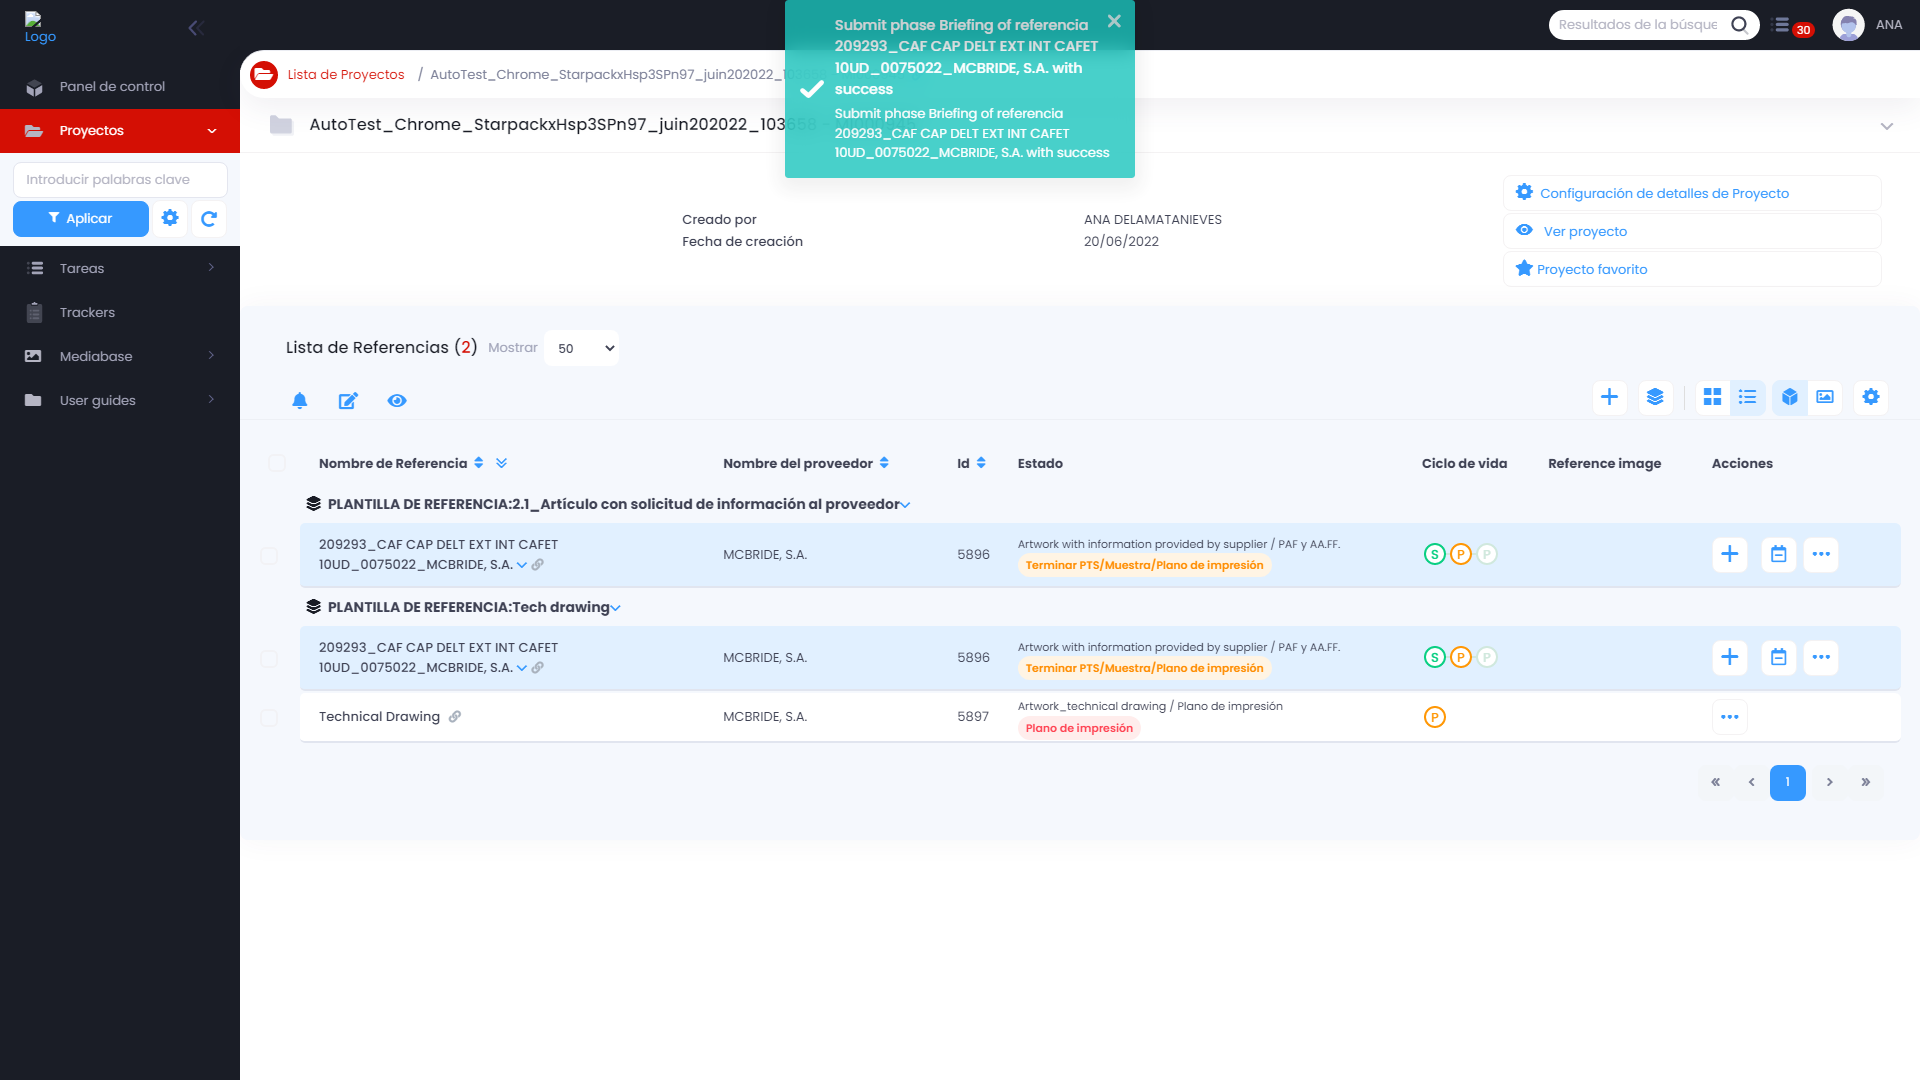 Logo
Panel de control
Proyectos
Introducir palabras clave
Aplicar
Tareas
Trackers
Mediabase
User guides
Resultados de la búsque
30
ANA
Lista de Proyectos / AutoTest_Chrome_StarpackxHsp3SPn97_juin202022_10
AutoTest_Chrome_StarpackxHsp3SPn97_juin202022_103658
Submit phase Briefing of referencia
209293_CAF CAP DELT EXT INT CAFET
10UD_0075022_MCBRIDE, S.A. with
success
Submit phase Briefing of referencia
209293_CAF CAP DELT EXT INT CAFET
10UD_0075022_MCBRIDE, S.A. with success
Creado por ANA DELAMATANIEVES
Fecha de creación 20/06/2022
Configuración de detalles de Proyecto
Ver proyecto
Proyecto favorito
Lista de Referencias (2) Mostrar 50
Nombre de Referencia Nombre del proveedor Id Estado Ciclo de vida Reference image Acciones
PLANTILLA DE REFERENCIA:2.1_Artículo con solicitud de información al proveedor
209293_CAF CAP DELT EXT INT CAFET
10UD_0075022_MCBRIDE, S.A.
MCBRIDE, S.A.
5896
Artwork with information provided by supplier / PAF y AA.FF.
Terminar PTS/Muestra/Plano de impresión
S P P
PLANTILLA DE REFERENCIA:Tech drawing
209293_CAF CAP DELT EXT INT CAFET
10UD_0075022_MCBRIDE, S.A.
MCBRIDE, S.A.
5896
Artwork with information provided by supplier / PAF y AA.FF.
Terminar PTS/Muestra/Plano de impresión
S P P
Technical Drawing
MCBRIDE, S.A.
5897
Artwork_technical drawing / Plano de impresión
Plano de impresión
P
« ‹ 1 › »